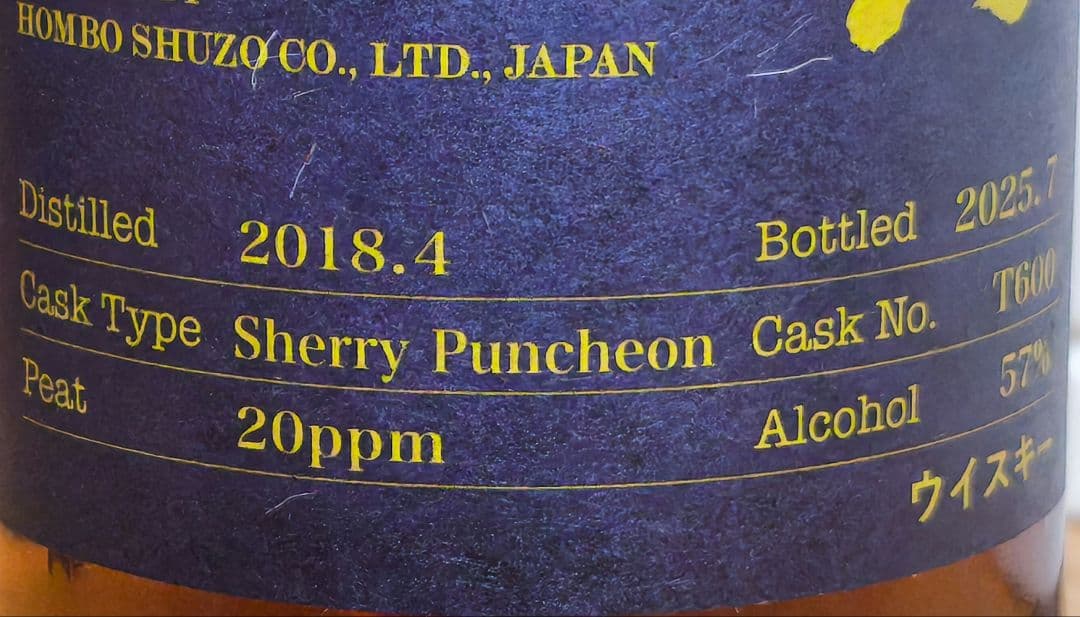 HOMBO SHUZO CO., LTD., JAPAN
Distilled 2018.4 Bottled 2025.7
Cask Type Sherry Puncheon Cask No. T600
Peat 20ppm Alcohol 57%
ウイスキー